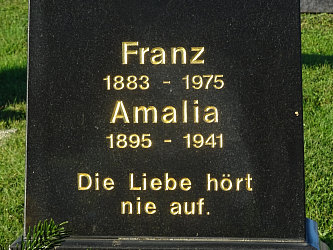 Franz
1883 - 1975
Amalia
1895 - 1941
Die Liebe hört
nie auf.